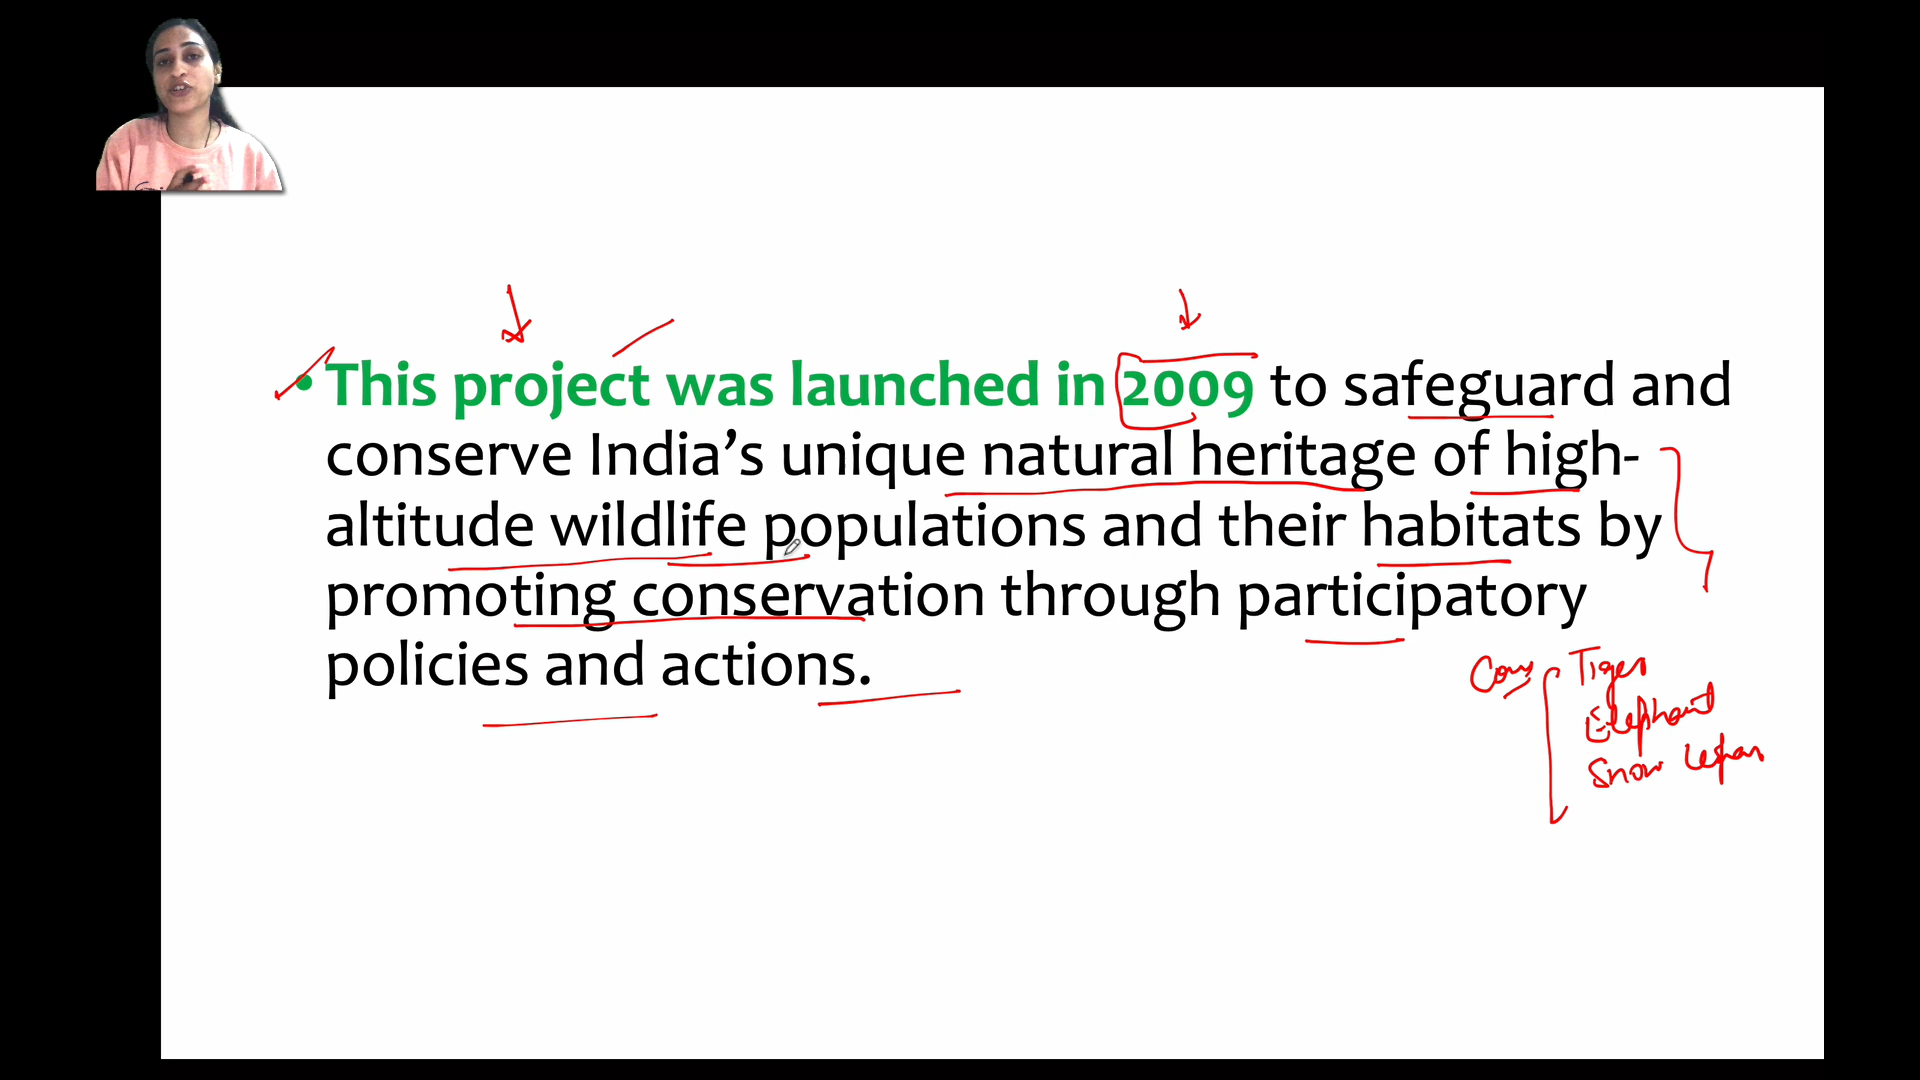 • This project was launched in 2009 to safeguard and
conserve India’s unique natural heritage of high-
altitude wildlife populations and their habitats by
promoting conservation through participatory
policies and actions.
Tiger
Elephant
Snow